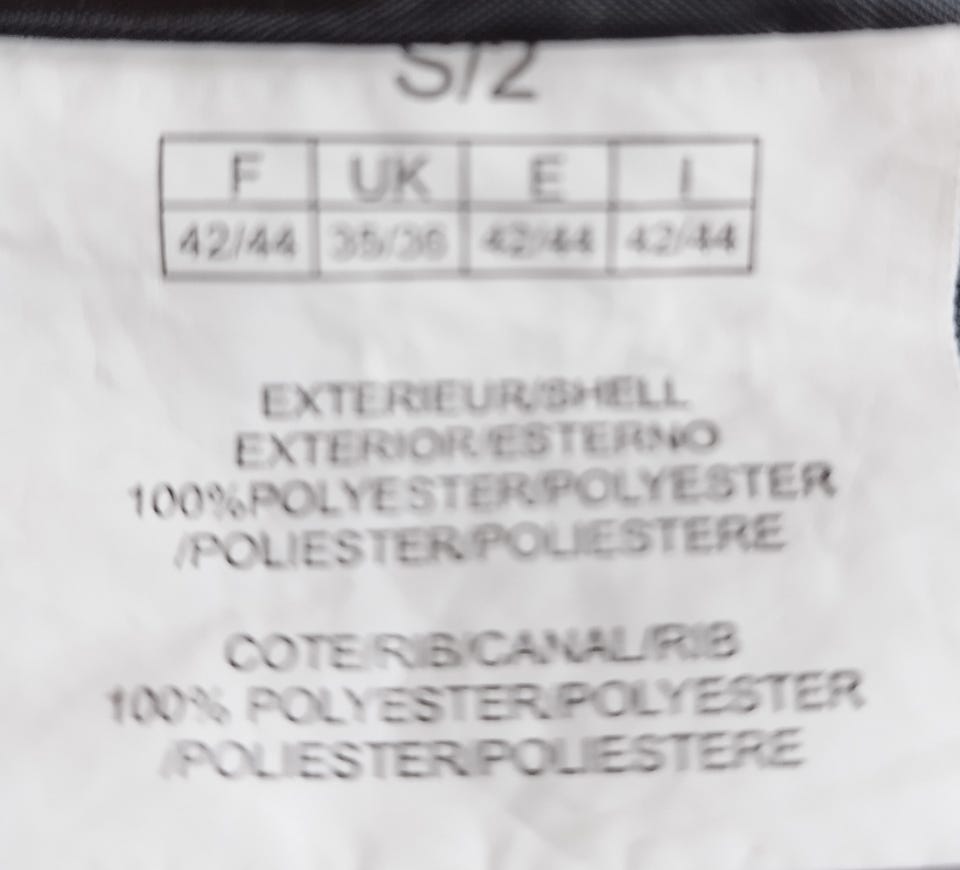 S/2
F UK E I
42/44 35/36 42/44 42/44
EXTERIEUR/SHELL
EXTERIOR/ESTERNO
100%POLYESTER/POLYESTER
/POLIESTER/POLIESTERE
COTE/RIB/CANAL/RIB
100% POLYESTER/POLYESTER
/POLIESTER/POLIESTERE